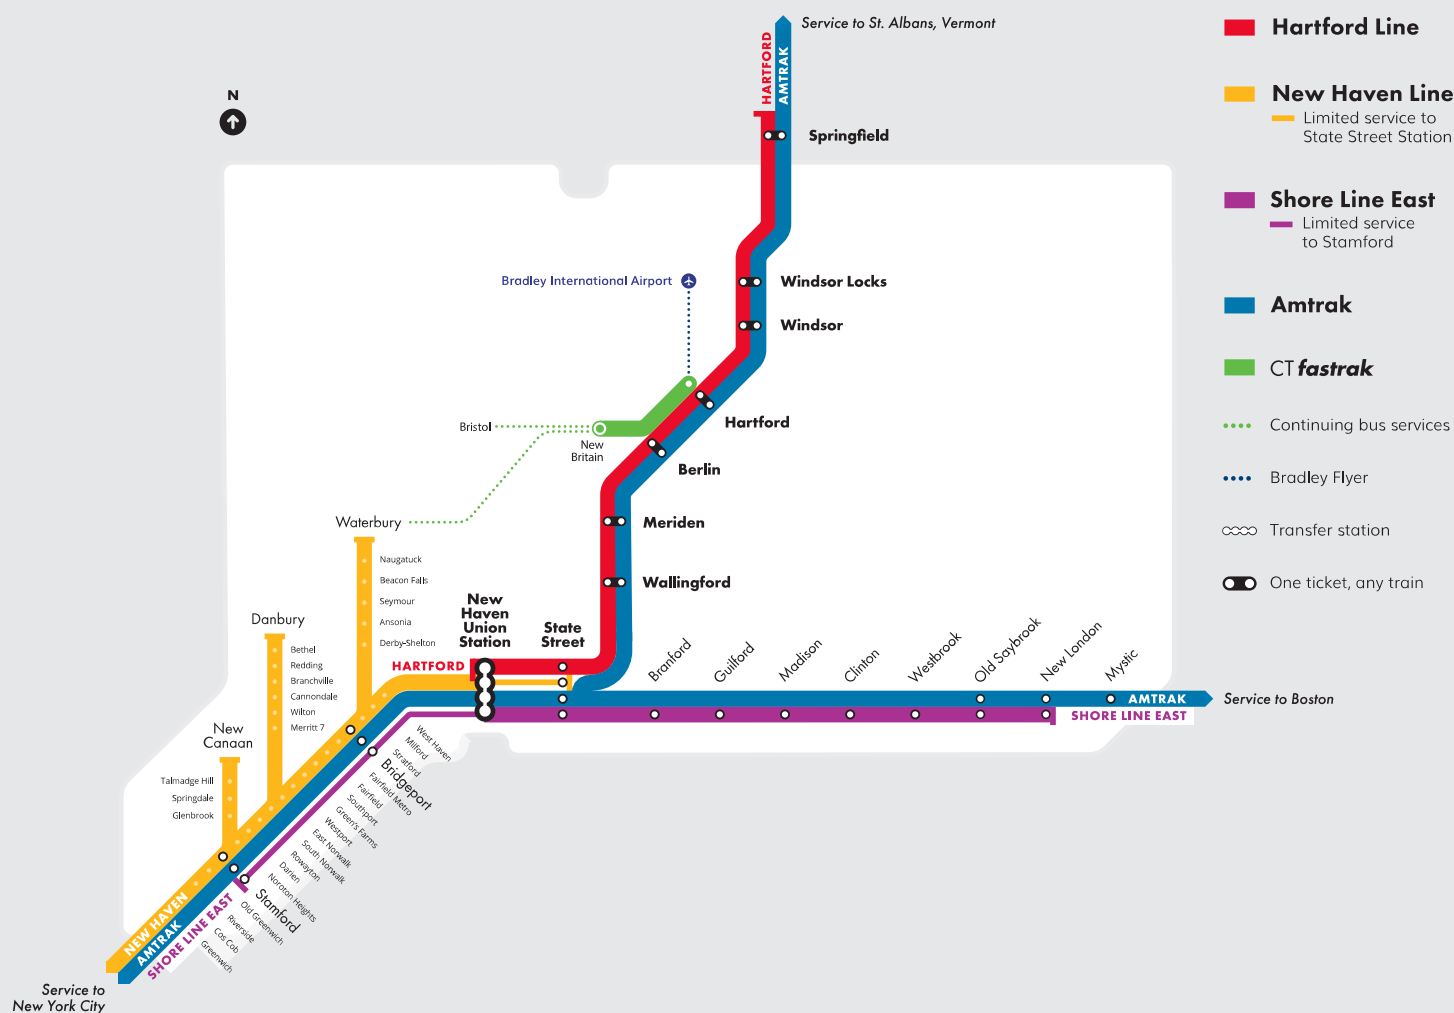 Service to St. Albans, Vermont
HARTFORD
AMTRAK
N
Springfield
Bradley International Airport
Windsor Locks
Windsor
Hartford
Bristol
New
Britain
Berlin
Waterbury
Meriden
Wallingford
Naugatuck
Beacon Falls
Seymour
Ansonia
Derby-Shelton
Danbury
Bethel
Redding
Branchville
Cannondale
Wilton
Merritt 7
New
Canaan
Talmadge Hill
Springdale
Glenbrook
New
Haven
Union
Station
State
Street
HARTFORD
Branford
Guilford
Madison
Clinton
Westbrook
Old Saybrook
New London
Mystic
AMTRAK
Service to Boston
SHORE LINE EAST
West Haven
Milford
Stratford
Bridgeport
Fairfield Metro
Fairfield
Southport
Green's Farms
Westport
East Norwalk
South Norwalk
Rowayton
Darien
Noroton Heights
Stamford
Old Greenwich
Riverside
Cos Cob
Greenwich
NEW HAVEN
AMTRAK
SHORE LINE EAST
Service to
New York City
Hartford Line
New Haven Line
Limited service to
State Street Station
Shore Line East
Limited service
to Stamford
Amtrak
CT fastrak
Continuing bus services
Bradley Flyer
Transfer station
One ticket, any train